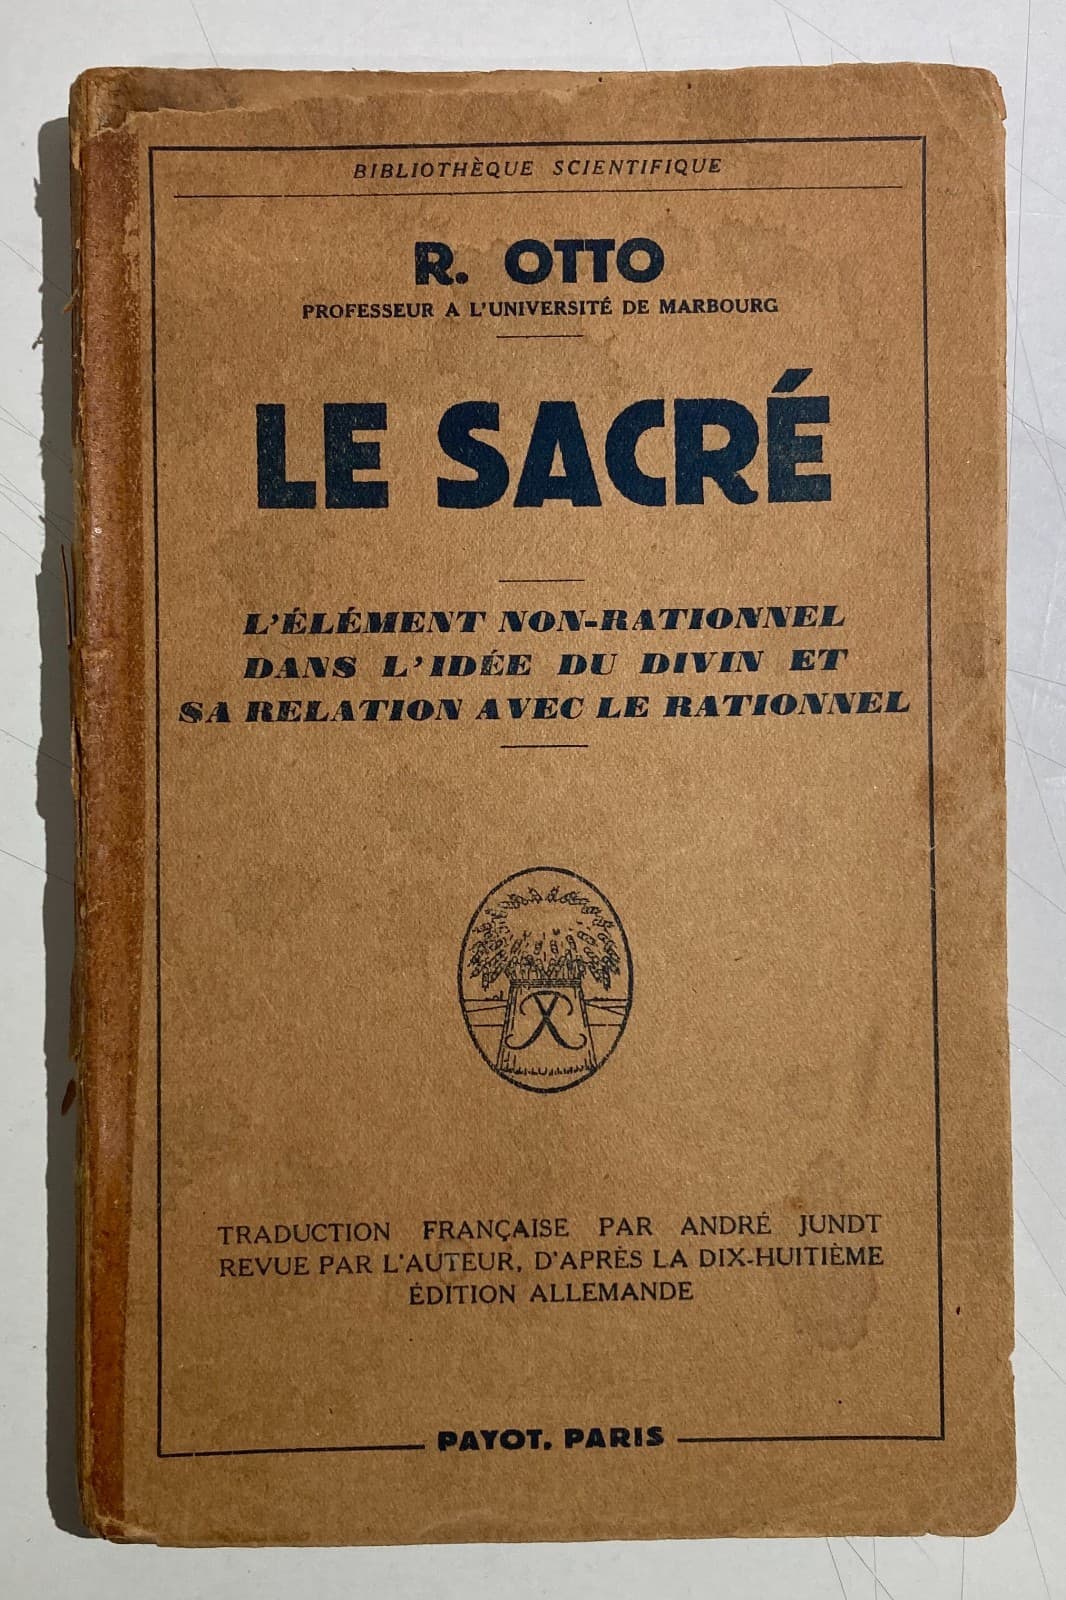 BIBLIOTHÈQUE SCIENTIFIQUE
R. OTTO
PROFESSEUR A L'UNIVERSITÉ DE MARBOURG
LE SACRÉ
L'ÉLÉMENT NON-RATIONNEL
DANS L'IDÉE DU DIVIN ET
SA RELATION AVEC LE RATIONNEL
TRADUCTION FRANÇAISE PAR ANDRÉ JUNDT
REVUE PAR L'AUTEUR, D'APRÈS LA DIX-HUITIÈME
ÉDITION ALLEMANDE
PAYOT, PARIS